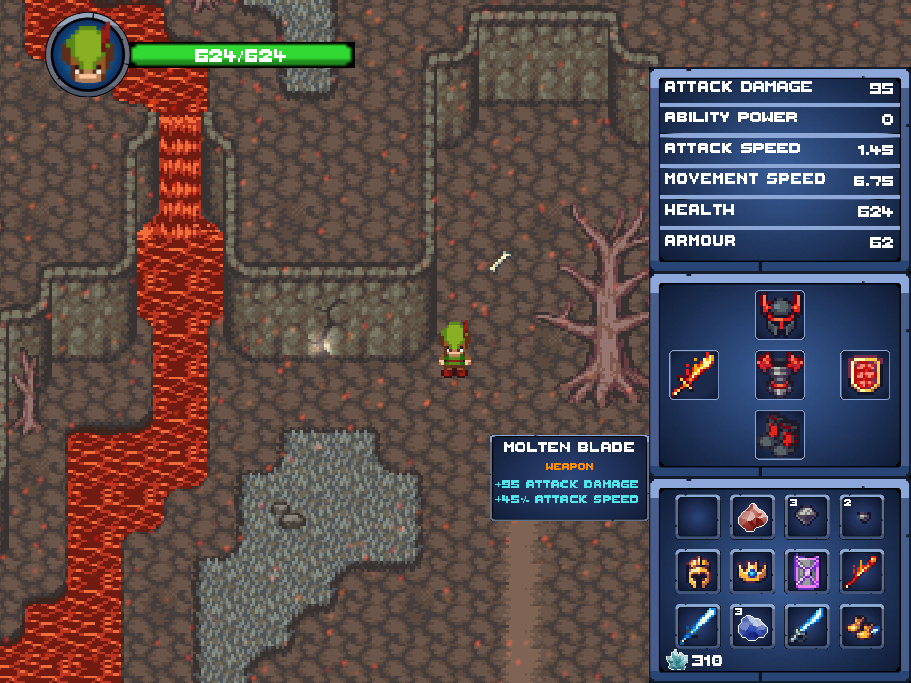 624/624
ATTACK DAMAGE 95
ABILITY POWER 0
ATTACK SPEED 1.45
MOVEMENT SPEED 6.75
HEALTH 624
ARMOUR 62
MOLTEN BLADE
WEAPON
+95 ATTACK DAMAGE
+45% ATTACK SPEED
3 2
3
310